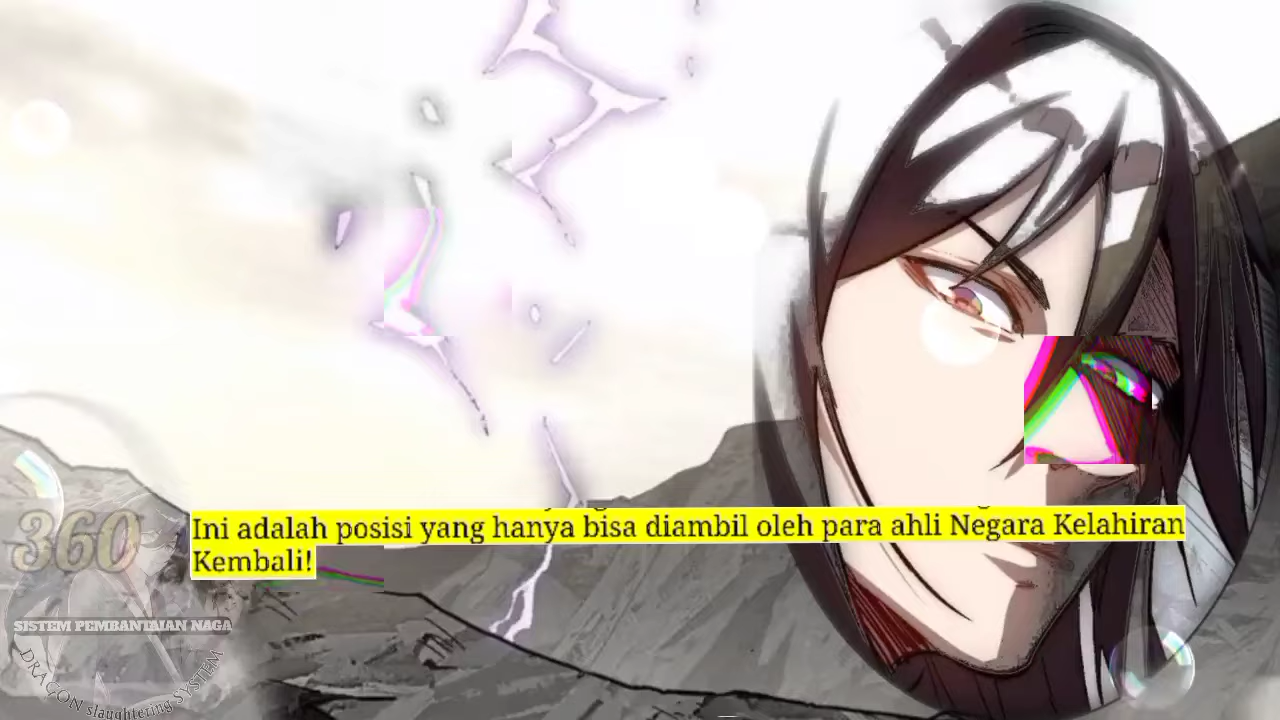 Ini adalah posisi yang hanya bisa diambil oleh para ahli Negara Kelahiran
Kembali!
360
SISTEM PEMBANTAIAN NAGA
DRAGON slaughtering SYSTEM